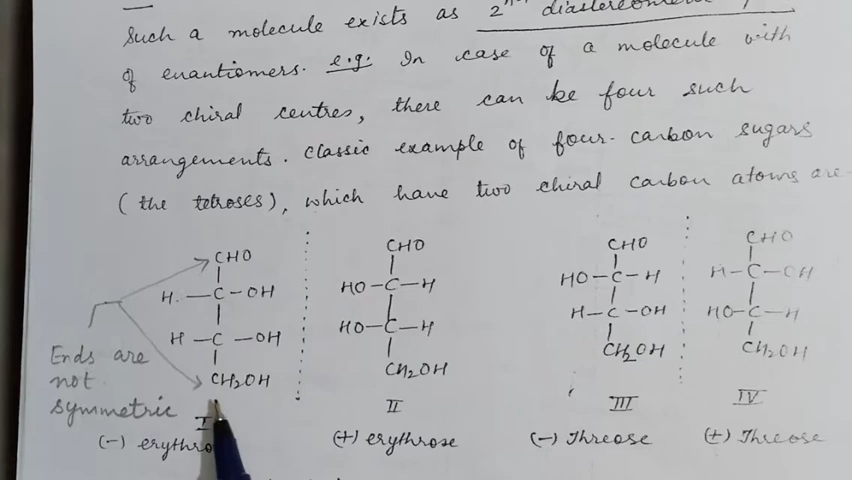 Such a molecule exists as diastereomeric
of enantiomers. e.g. In case of a molecule with
two chiral centres, there can be four such
arrangements. Classic example of four-carbon sugars
(the tetroses), which have two chiral carbon atoms are
CHO CHO CHO CHO
H. —C—OH HO—C—H HO—C—H H—C—OH
H —C—OH HO—C—H H—C—OH HO—C—H
CH2OH CH2OH CH2OH CH2OH
Ends are
not
symmetric
I II III IV
(-) erythro (+) erythrose (-) Threose (+) Threose